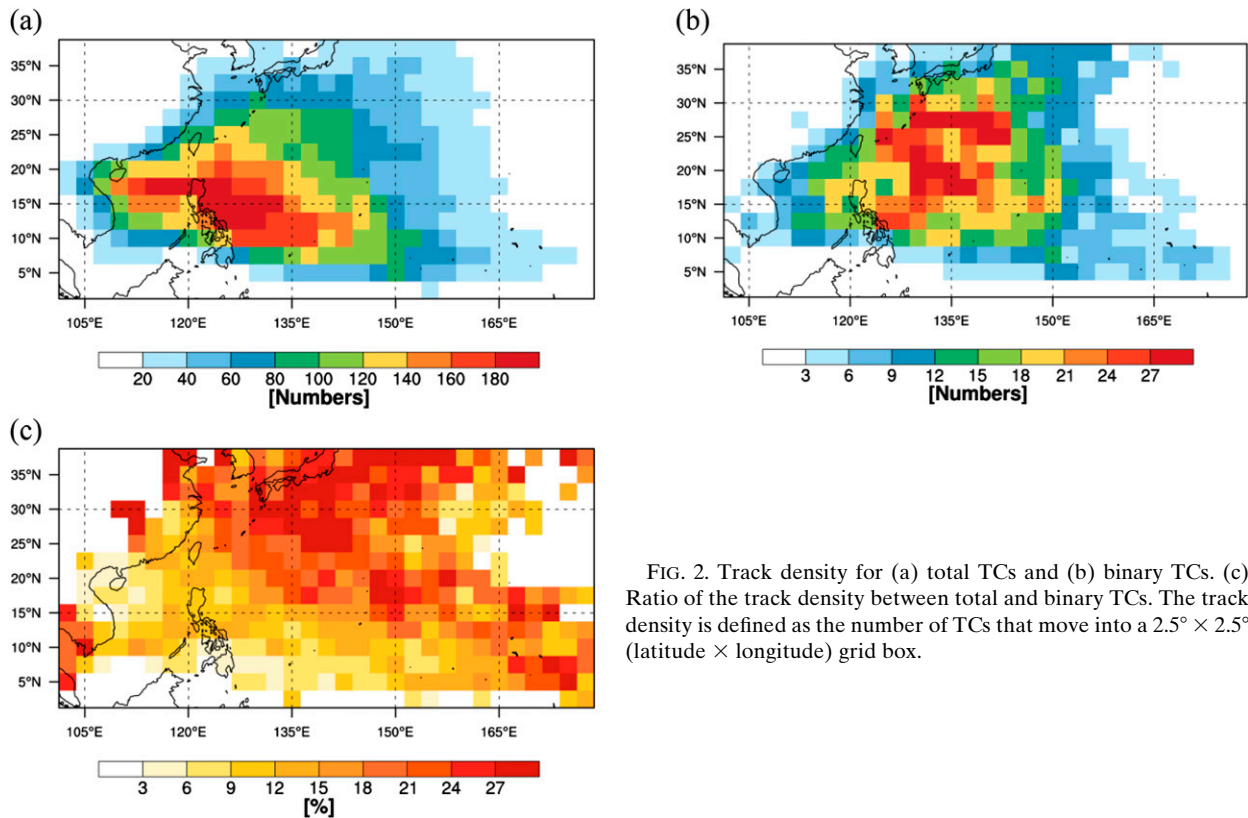 (a)
35°N
30°N
25°N
20°N
15°N
10°N
5°N
105°E 120°E 135°E 150°E 165°E
20 40 60 80 100 120 140 160 180
[Numbers]
(b)
35°N
30°N
25°N
20°N
15°N
10°N
5°N
105°E 120°E 135°E 150°E 165°E
3 6 9 12 15 18 21 24 27
[Numbers]
(c)
35°N
30°N
25°N
20°N
15°N
10°N
5°N
105°E 120°E 135°E 150°E 165°E
3 6 9 12 15 18 21 24 27
[%]
FIG. 2. Track density for (a) total TCs and (b) binary TCs. (c)
Ratio of the track density between total and binary TCs. The track
density is defined as the number of TCs that move into a 2.5° × 2.5°
(latitude × longitude) grid box.